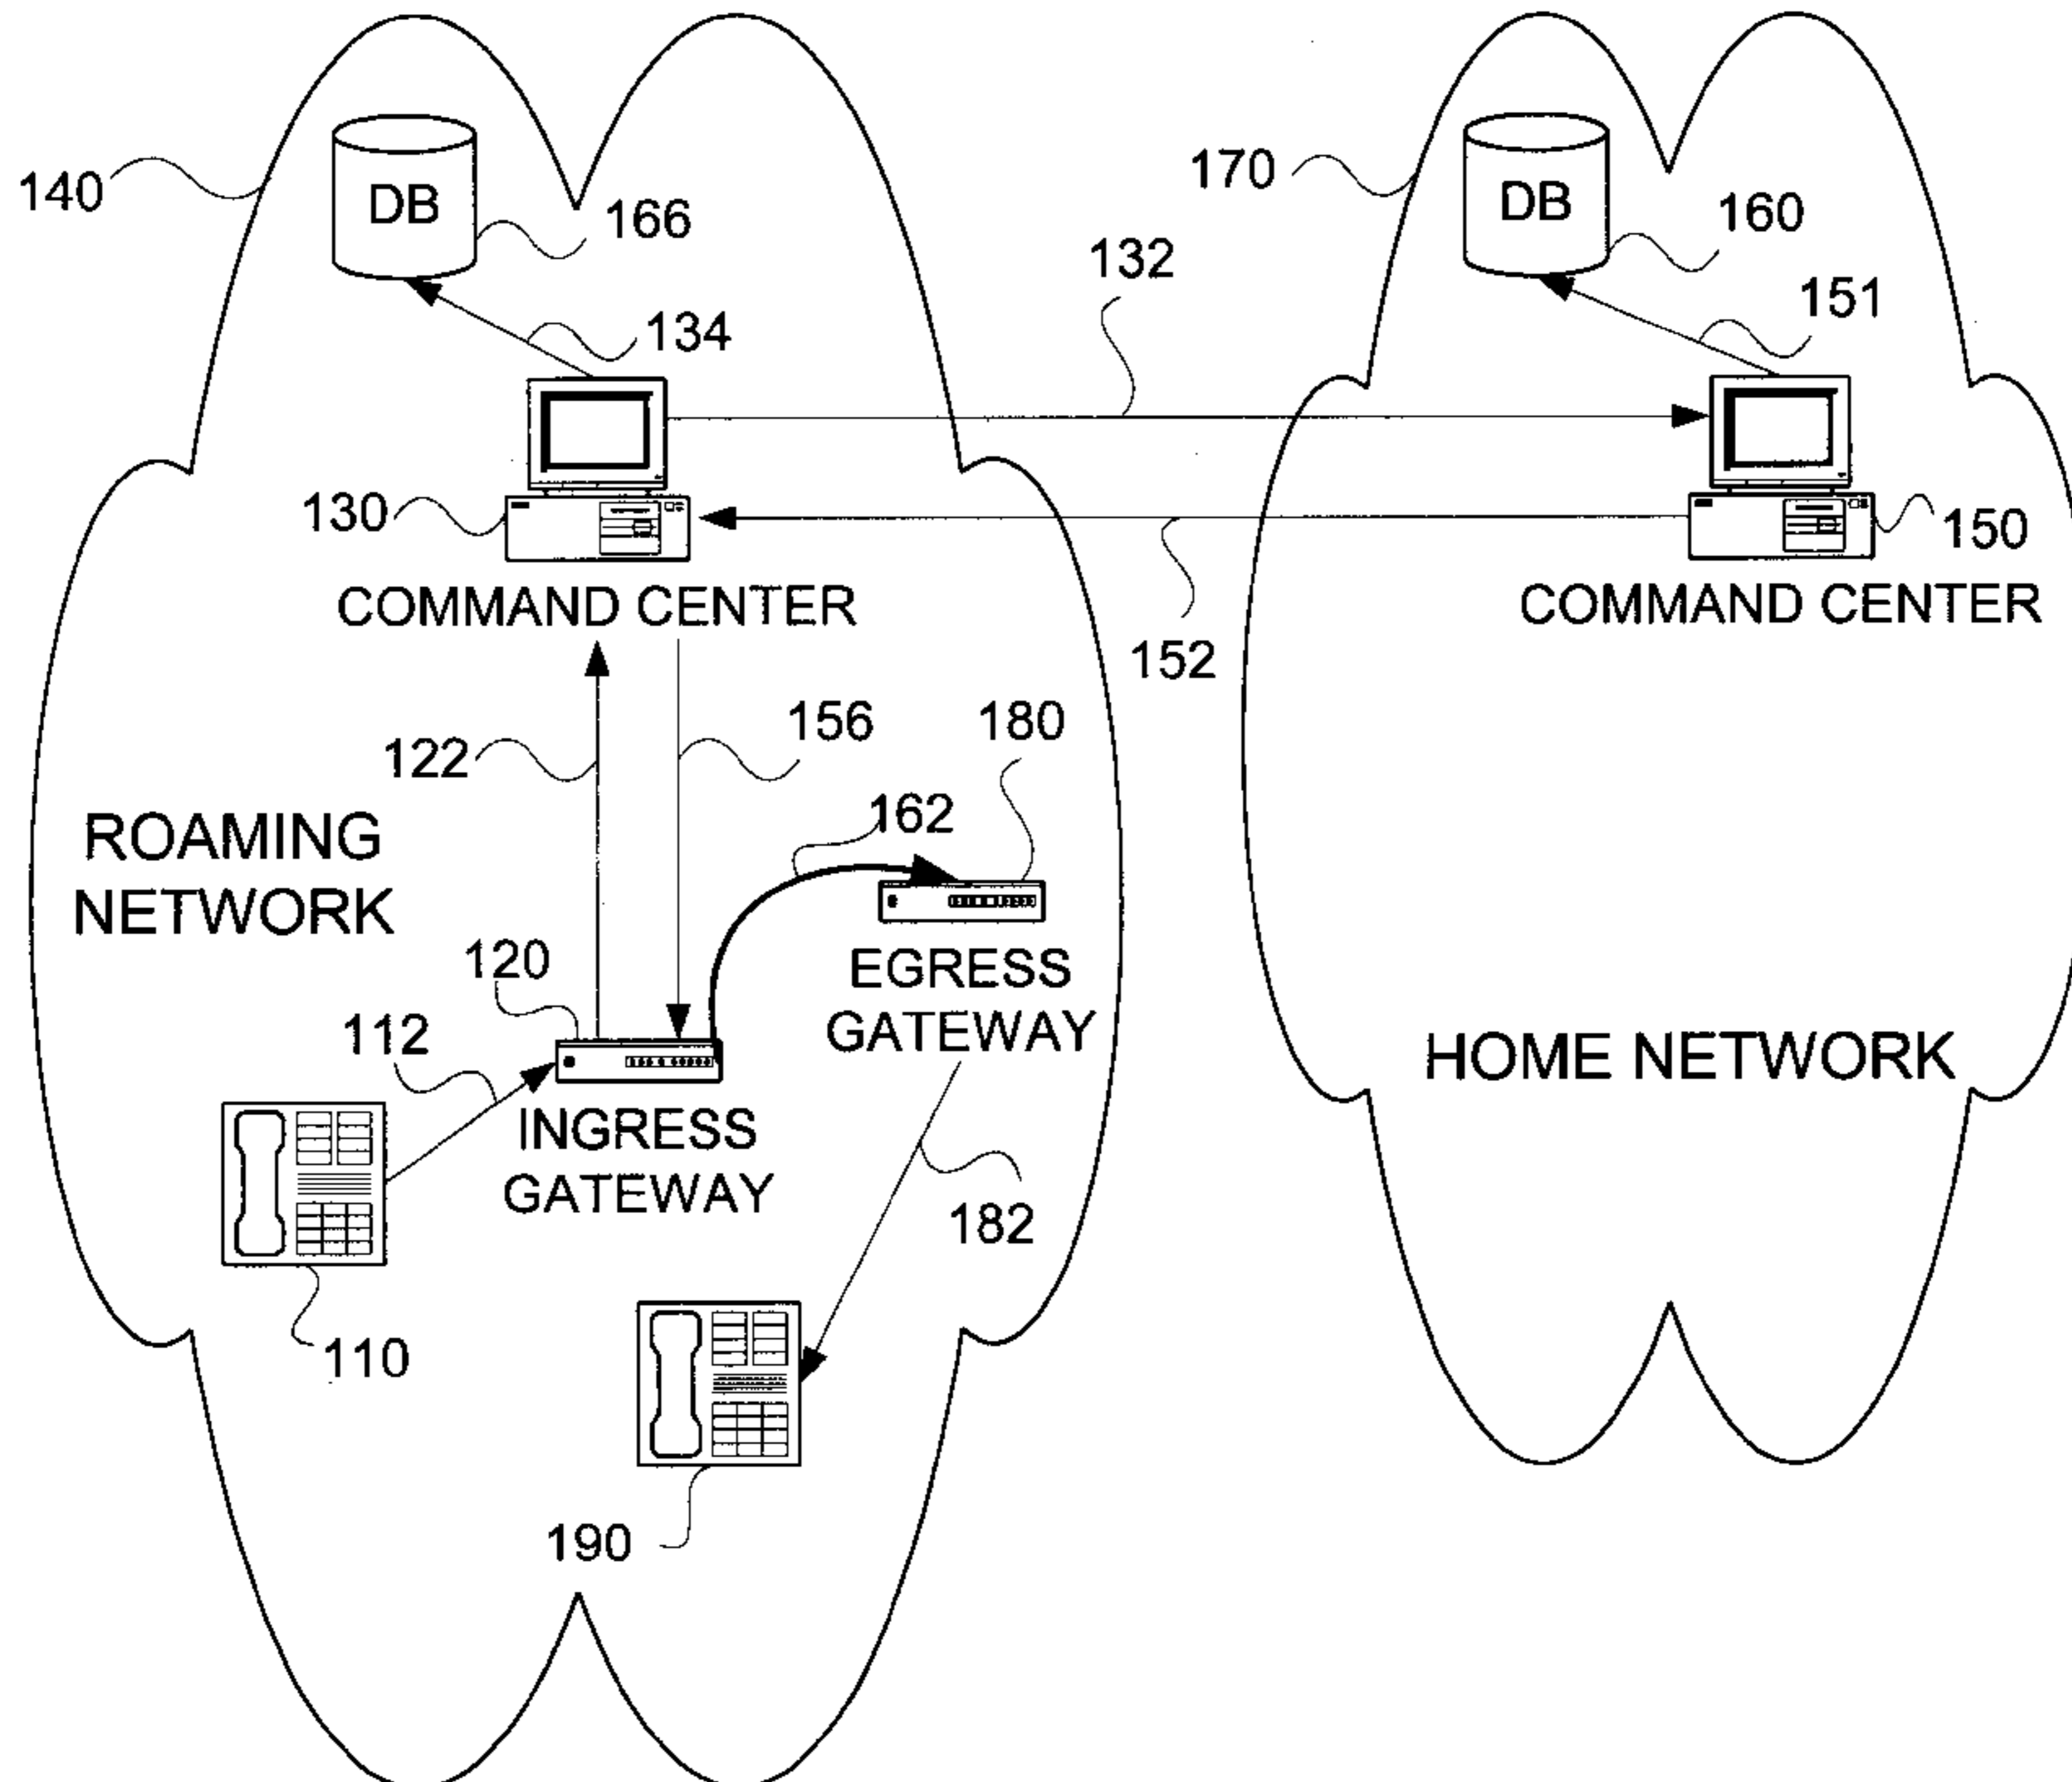 140
DB
166
134
132
170
DB
160
151
130
COMMAND CENTER
150
COMMAND CENTER
152
122
156
180
162
ROAMING
NETWORK
120
EGRESS
GATEWAY
112
INGRESS
GATEWAY
HOME NETWORK
182
110
190